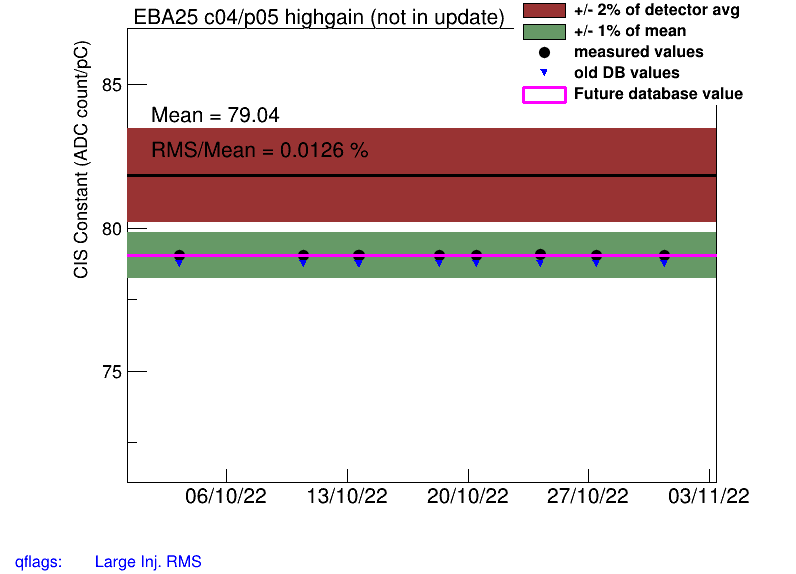 EBA25 c04/p05 highgain (not in update)
+/- 2% of detector avg
+/- 1% of mean
measured values
old DB values
Future database value
CIS Constant (ADC count/pC)
85
80
75
Mean = 79.04
RMS/Mean = 0.0126 %
06/10/22 13/10/22 20/10/22 27/10/22 03/11/22
qflags: Large Inj. RMS